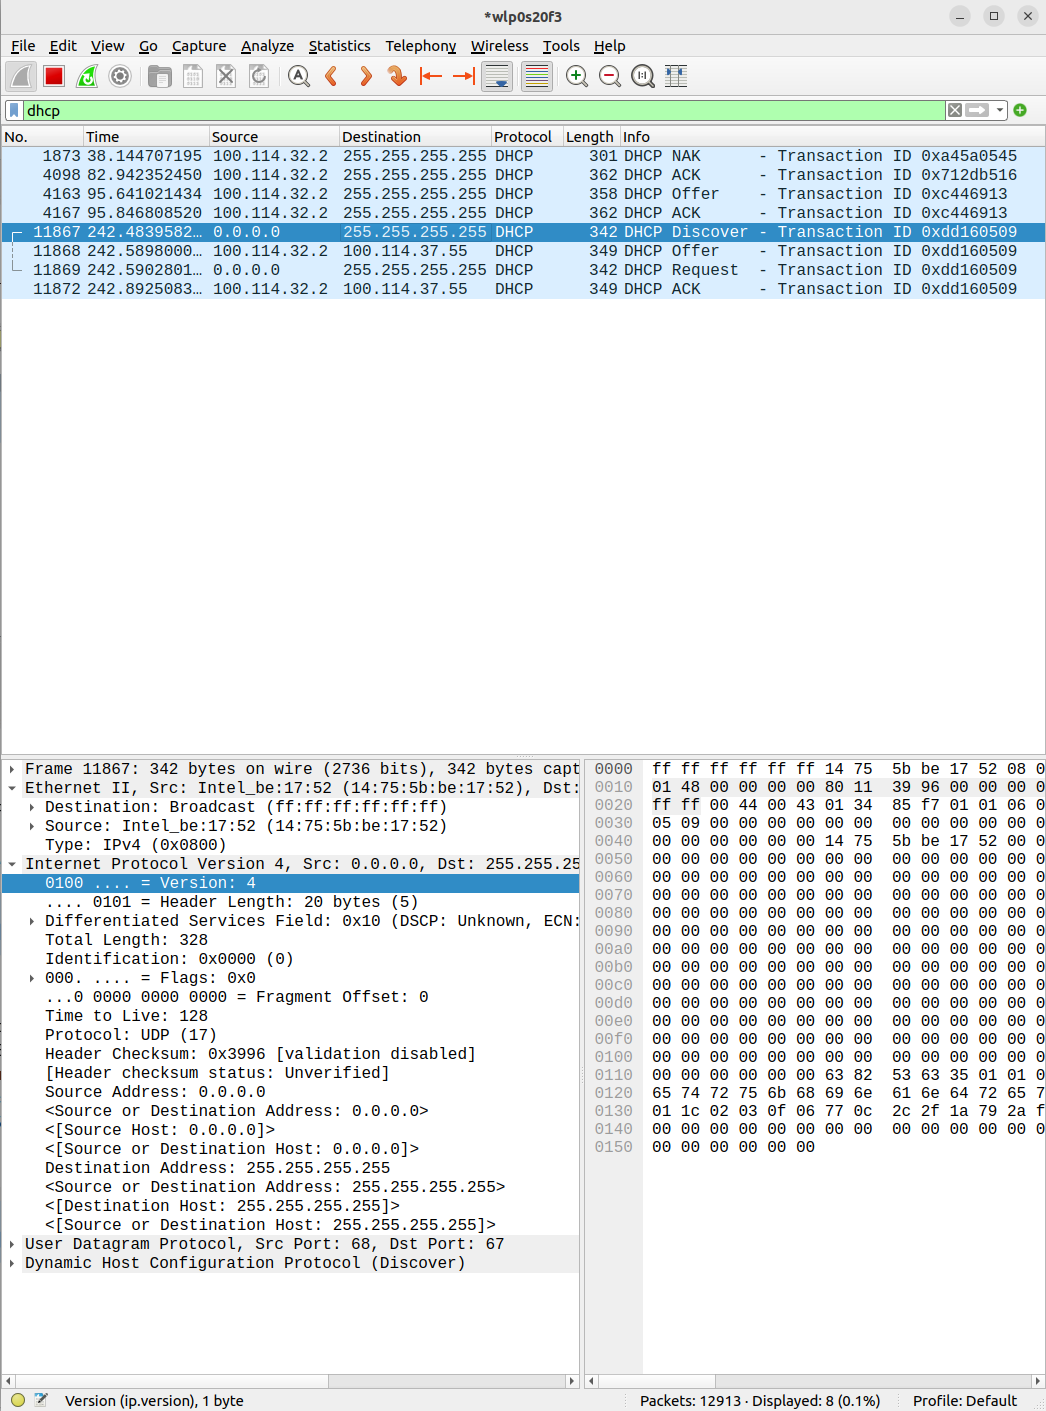 *wlp0s20f3
File Edit View Go Capture Analyze Statistics Telephony Wireless Tools Help
dhcp
No. Time Source Destination Protocol Length Info
1873 38.144707195 100.114.32.2 255.255.255.255 DHCP 301 DHCP NAK - Transaction ID 0xa45a0545
4098 82.942352450 100.114.32.2 255.255.255.255 DHCP 362 DHCP ACK - Transaction ID 0x712db516
4163 95.641021434 100.114.32.2 255.255.255.255 DHCP 358 DHCP Offer - Transaction ID 0xc446913
4167 95.846808520 100.114.32.2 255.255.255.255 DHCP 362 DHCP ACK - Transaction ID 0xc446913
11867 242.4839582… 0.0.0.0 255.255.255.255 DHCP 342 DHCP Discover - Transaction ID 0xdd160509
11868 242.5898000… 100.114.32.2 100.114.37.55 DHCP 349 DHCP Offer - Transaction ID 0xdd160509
11869 242.5902801… 0.0.0.0 255.255.255.255 DHCP 342 DHCP Request - Transaction ID 0xdd160509
11872 242.8925083… 100.114.32.2 100.114.37.55 DHCP 349 DHCP ACK - Transaction ID 0xdd160509
Frame 11867: 342 bytes on wire (2736 bits), 342 bytes capt
Ethernet II, Src: Intel_be:17:52 (14:75:5b:be:17:52), Dst:
Destination: Broadcast (ff:ff:ff:ff:ff:ff)
Source: Intel_be:17:52 (14:75:5b:be:17:52)
Type: IPv4 (0x0800)
Internet Protocol Version 4, Src: 0.0.0.0, Dst: 255.255.25
0100 .... = Version: 4
.... 0101 = Header Length: 20 bytes (5)
Differentiated Services Field: 0x10 (DSCP: Unknown, ECN:
Total Length: 328
Identification: 0x0000 (0)
000. .... = Flags: 0x0
...0 0000 0000 0000 = Fragment Offset: 0
Time to Live: 128
Protocol: UDP (17)
Header Checksum: 0x3996 [validation disabled]
[Header checksum status: Unverified]
Source Address: 0.0.0.0
<Source or Destination Address: 0.0.0.0>
<[Source Host: 0.0.0.0]>
<[Source or Destination Host: 0.0.0.0]>
Destination Address: 255.255.255.255
<Source or Destination Address: 255.255.255.255>
<[Destination Host: 255.255.255.255]>
<[Source or Destination Host: 255.255.255.255]>
User Datagram Protocol, Src Port: 68, Dst Port: 67
Dynamic Host Configuration Protocol (Discover)
0000 ff ff ff ff ff ff 14 75 5b be 17 52 08 0
0010 01 48 00 00 00 00 80 11 39 96 00 00 00 0
0020 ff ff 00 44 00 43 01 34 85 f7 01 01 06 0
0030 05 09 00 00 00 00 00 00 00 00 00 00 00 0
0040 00 00 00 00 00 00 14 75 5b be 17 52 00 0
0050 00 00 00 00 00 00 00 00 00 00 00 00 00 0
0060 00 00 00 00 00 00 00 00 00 00 00 00 00 0
0070 00 00 00 00 00 00 00 00 00 00 00 00 00 0
0080 00 00 00 00 00 00 00 00 00 00 00 00 00 0
0090 00 00 00 00 00 00 00 00 00 00 00 00 00 0
00a0 00 00 00 00 00 00 00 00 00 00 00 00 00 0
00b0 00 00 00 00 00 00 00 00 00 00 00 00 00 0
00c0 00 00 00 00 00 00 00 00 00 00 00 00 00 0
00d0 00 00 00 00 00 00 00 00 00 00 00 00 00 0
00e0 00 00 00 00 00 00 00 00 00 00 00 00 00 0
00f0 00 00 00 00 00 00 00 00 00 00 00 00 00 0
0100 00 00 00 00 00 00 00 00 00 00 00 00 00 0
0110 00 00 00 00 00 00 63 82 53 63 35 01 01 0
0120 65 74 72 75 6b 68 69 6e 61 6e 64 72 65 7
0130 01 1c 02 03 0f 06 77 0c 2c 2f 1a 79 2a f
0140 00 00 00 00 00 00 00 00 00 00 00 00 00 0
0150 00 00 00 00 00 00
Version (ip.version), 1 byte
Packets: 12913 · Displayed: 8 (0.1%)
Profile: Default